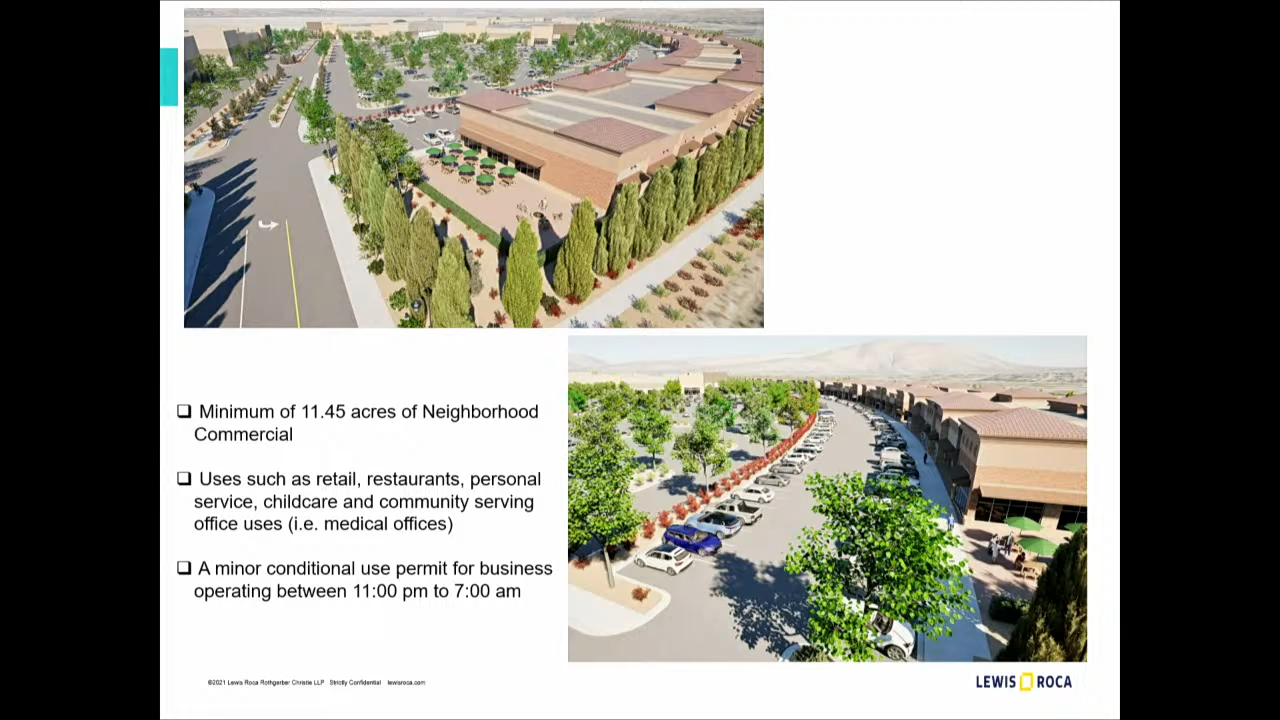 ❑ Minimum of 11.45 acres of Neighborhood
Commercial
❑ Uses such as retail, restaurants, personal
service, childcare and community serving
office uses (i.e. medical offices)
❑ A minor conditional use permit for business
operating between 11:00 pm to 7:00 am
©2021 Lewis Roca Rothgerber Christie LLP Strictly Confidential lewisroca.com
LEWIS ROCA